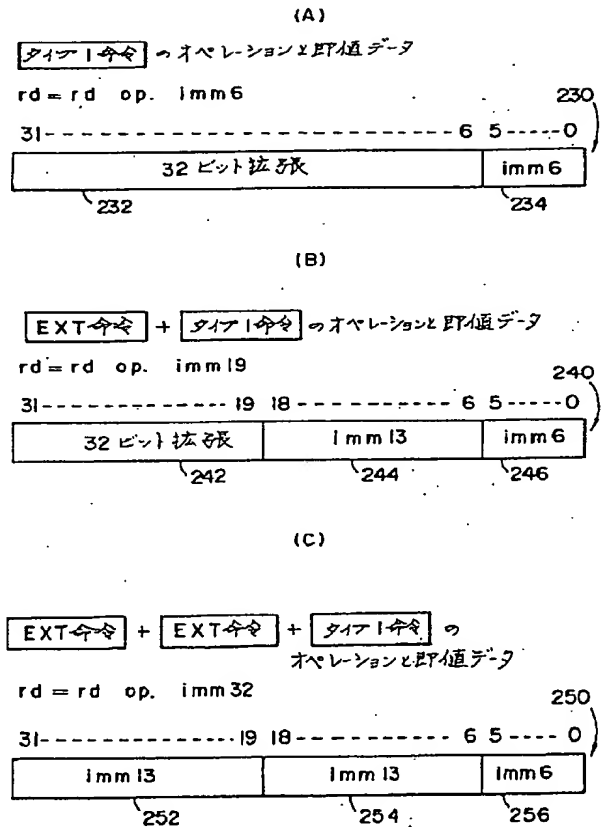 (A)
タイプ1命令 のオペレーションと即値データ
rd = rd op. imm6
230
31------------------------------6 5-----0
32ビット拡張 imm6
232 234
(B)
EXT命令 + タイプ1命令 のオペレーションと即値データ
rd = rd op. imm19
240
31--------------19 18-----------6 5-----0
32ビット拡張 imm13 imm6
242 244 246
(C)
EXT命令 + EXT命令 + タイプ1命令 の
オペレーションと即値データ
rd = rd op. imm32
250
31--------------19 18-----------6 5----0
imm13 imm13 imm6
252 254 256